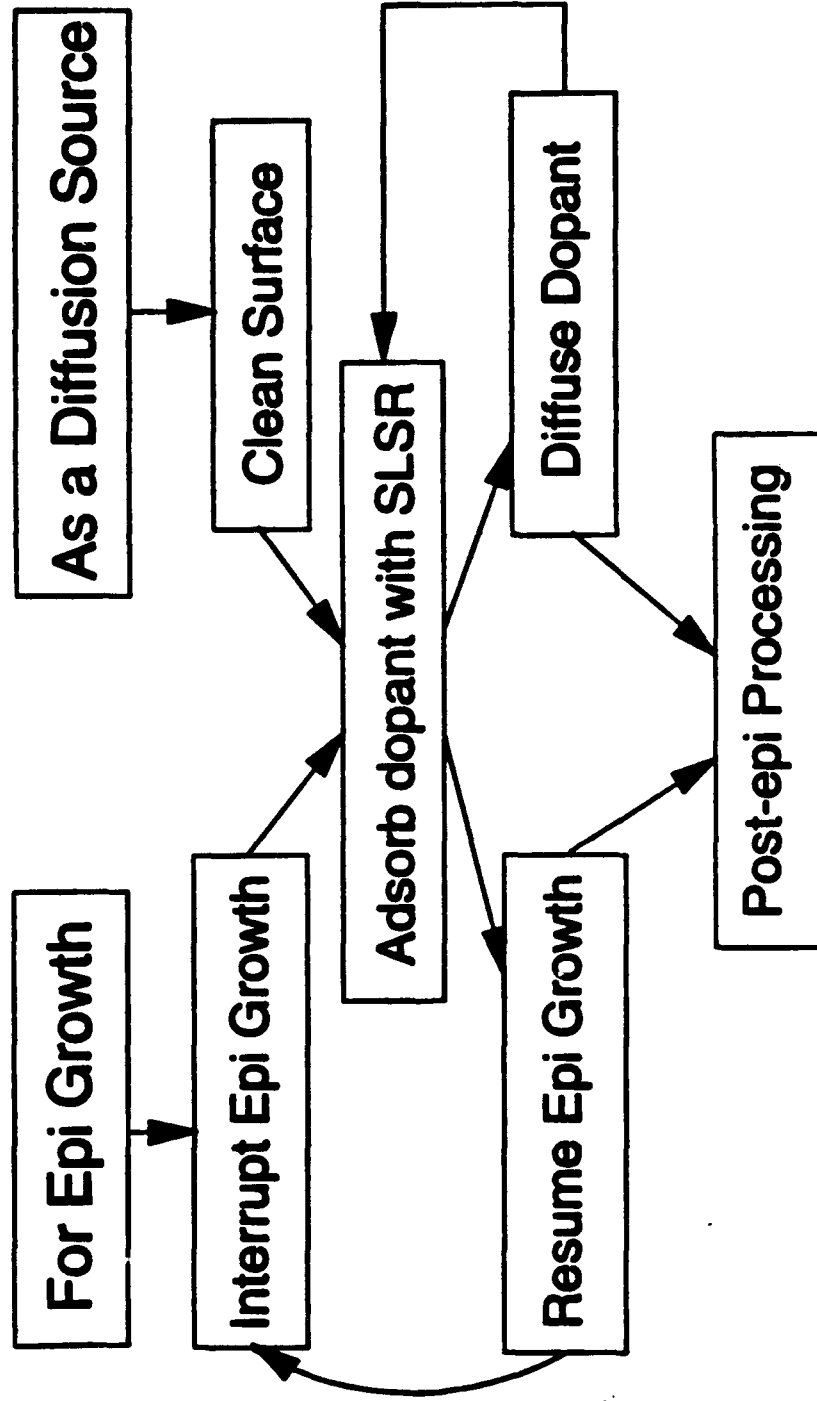 For Epi Growth
As a Diffusion Source
Interrupt Epi Growth
Clean Surface
Adsorb dopant with SLSR
Resume Epi Growth
Diffuse Dopant
Post-epi Processing